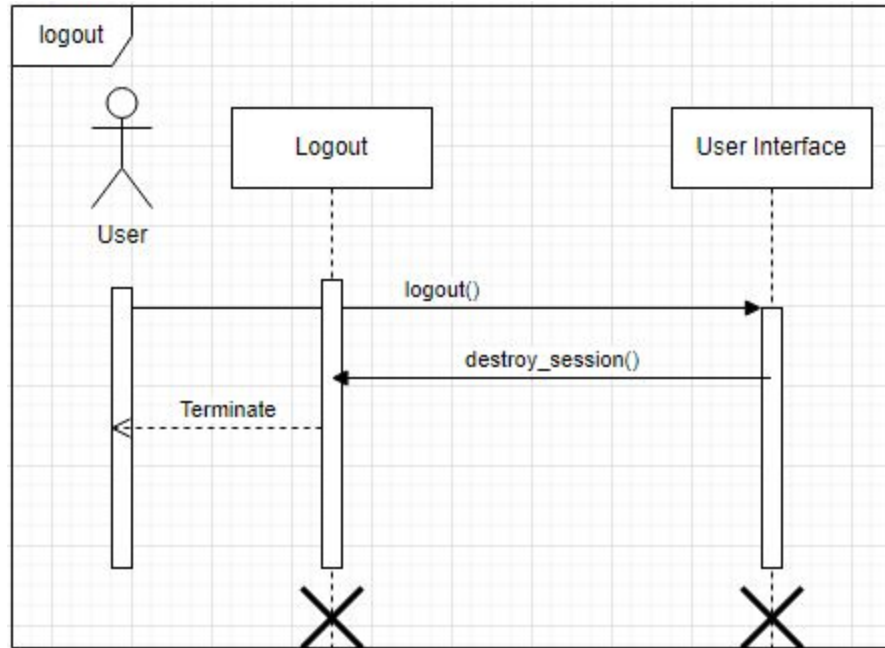 logout
Logout
User Interface
User
logout()
destroy_session()
Terminate